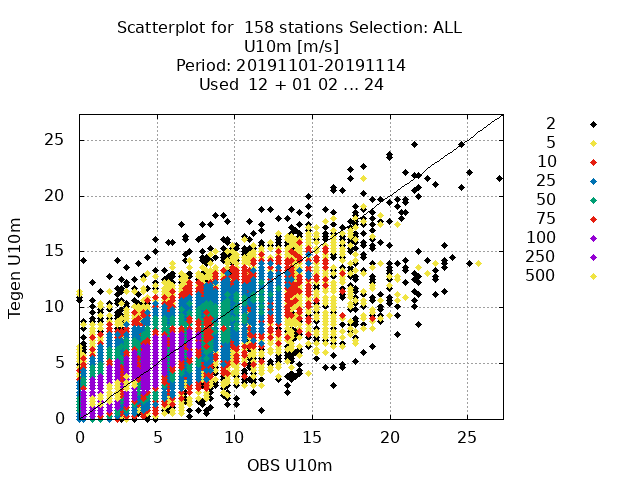 Scatterplot for  158 stations Selection: ALL
U10m [m/s]
Period: 20191101-20191114
Used  12 + 01 02 ... 24
Tegen U10m
25
20
15
10
5
0
0 5 10 15 20 25
OBS U10m
2
5
10
25
50
75
100
250
500